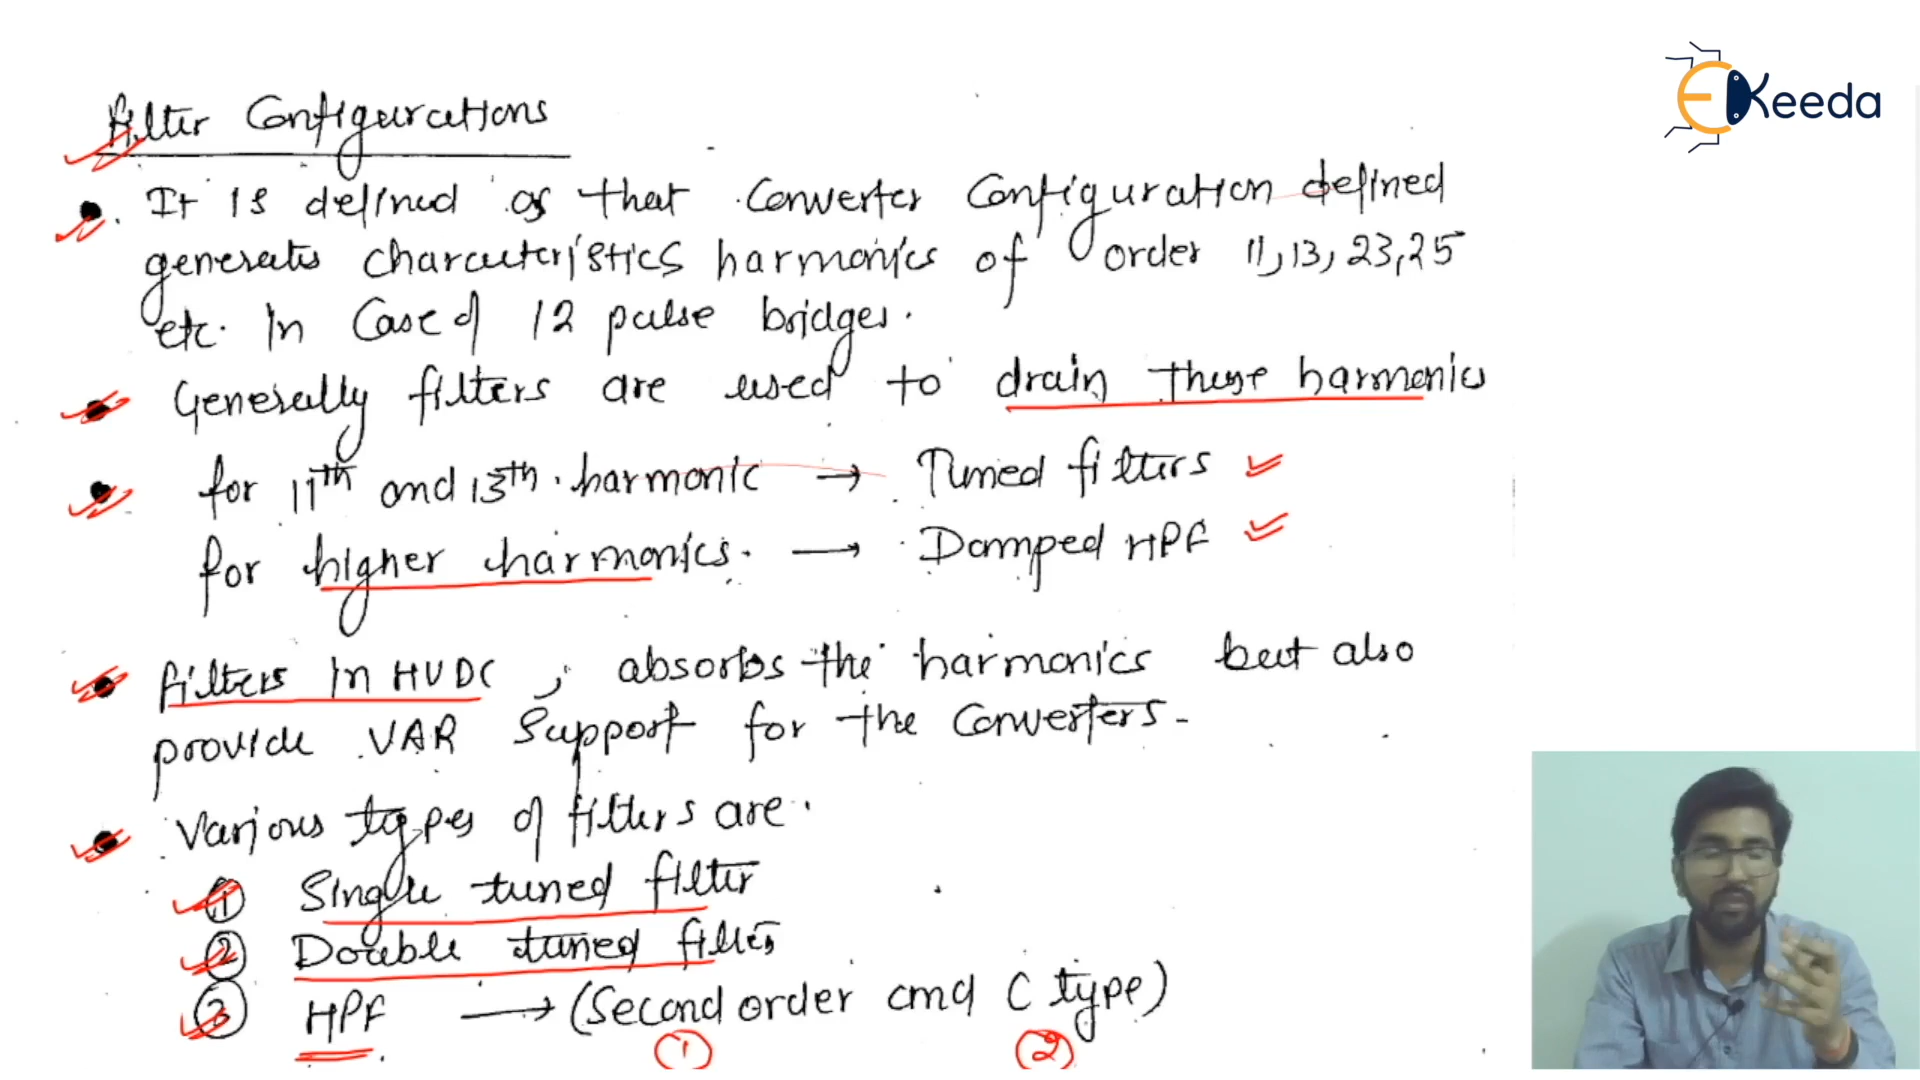 EKeeda
Filter Configurations
It is defined as that Converter Configuration defined
generates characteristics harmonics of order 11, 13, 23, 25
etc. In Case of 12 pulse bridges.
Generally filters are used to drain these harmonics
for 11th and 13th harmonic → Tuned filters
for higher harmonics. → Damped HPF
filters in HVDC, absorbs the harmonics but also
provide VAR Support for the Converters.
Various types of filters are.
① Single tuned filter
② Double tuned filter
③ HPF → (Second order and C type)
① ②